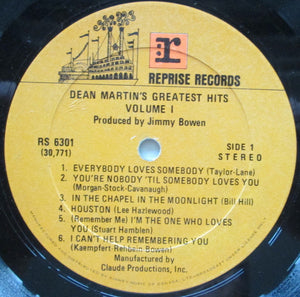 r
REPRISE RECORDS
DEAN MARTIN'S GREATEST HITS
VOLUME I
Produced by Jimmy Bowen
RS 6301
(30,771)
SIDE 1
STEREO
1. EVERYBODY LOVES SOMEBODY (Taylor-Lane)
2. YOU'RE NOBODY 'TIL SOMEBODY LOVES YOU
(Morgan-Stock-Cavanaugh)
3. IN THE CHAPEL IN THE MOONLIGHT (Bill Hill)
4. HOUSTON (Lee Hazlewood)
5. (Remember Me) I'M THE ONE WHO LOVES
YOU (Stuart Hamblen)
6. I CAN'T HELP REMEMBERING YOU
(Kaempfert-Rehbein-Bowen)
Manufactured by
Claude Productions, Inc.